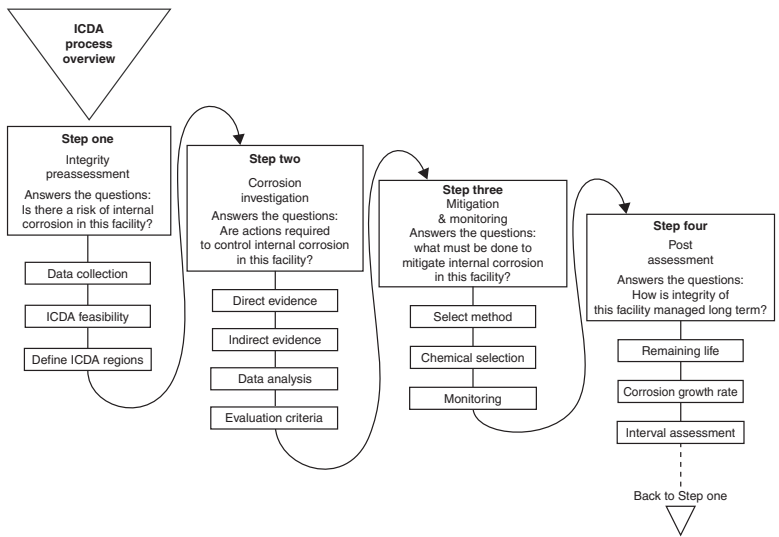 ICDA
process
overview
Step one
Integrity
preassessment
Answers the questions:
Is there a risk of internal
corrosion in this facility?
Data collection
ICDA feasibility
Define ICDA regions
Step two
Corrosion
investigation
Answers the questions:
Are actions required
to control internal corrosion
in this facility?
Direct evidence
Indirect evidence
Data analysis
Evaluation criteria
Step three
Mitigation
& monitoring
Answers the questions:
what must be done to
mitigate internal corrosion
in this facility?
Select method
Chemical selection
Monitoring
Step four
Post
assessment
Answers the questions:
How is integrity of
this facility managed long term?
Remaining life
Corrosion growth rate
Interval assessment
Back to Step one